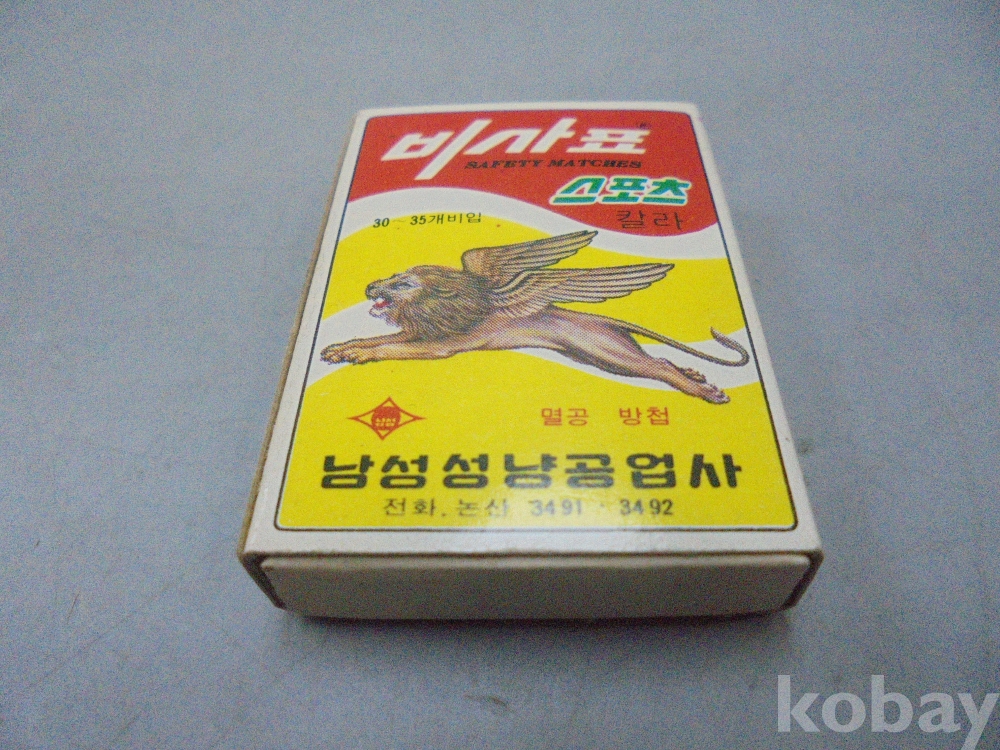 비사표®
SAFETY MATCHES
스포츠
칼라
30~35개비입
멸공 방첩
남성성냥공업사
전화. 논산 3491·3492
kobay